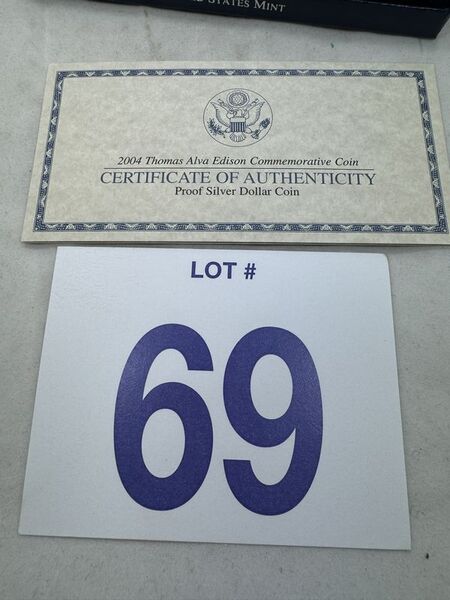 STATES MINT
2004 Thomas Alva Edison Commemorative Coin
CERTIFICATE OF AUTHENTICITY
Proof Silver Dollar Coin
LOT #
69